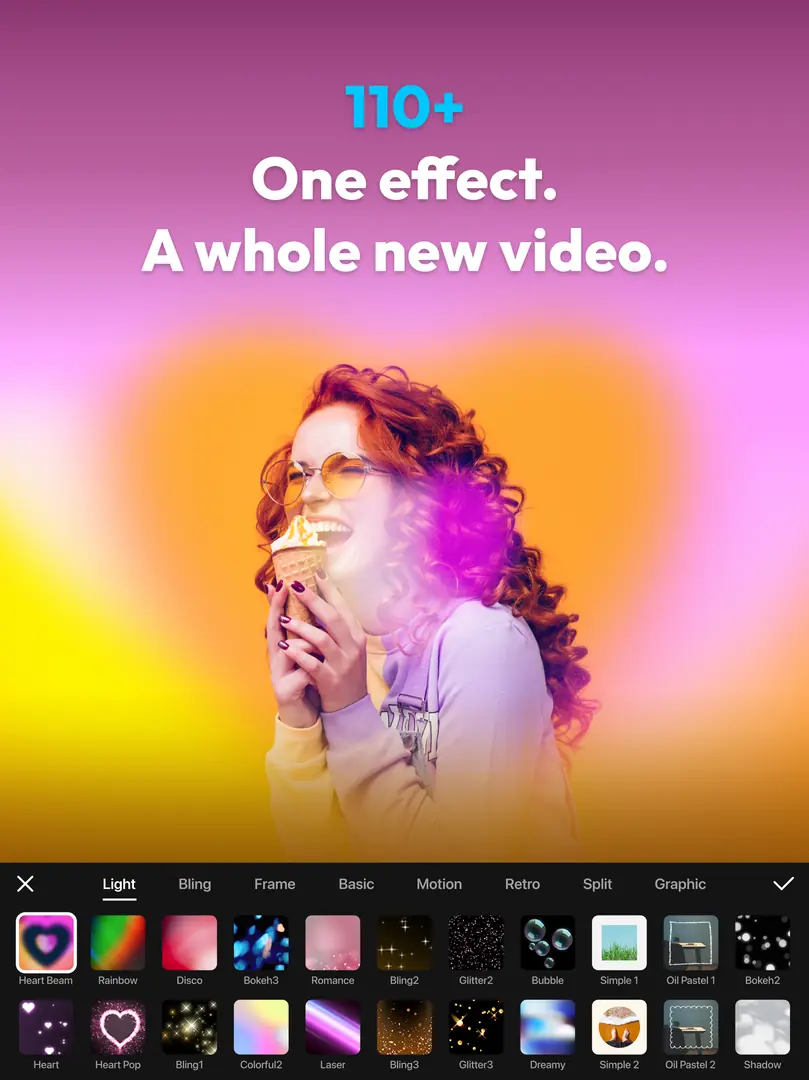 110+
One effect.
A whole new video.
Light Bling Frame Basic Motion Retro Split Graphic
Heart Beam Rainbow Disco Bokeh3 Romance Bling2 Glitter2 Bubble Simple 1 Oil Pastel 1 Bokeh2
Heart Heart Pop Bling1 Colorful2 Laser Bling3 Glitter3 Dreamy Simple 2 Oil Pastel 2 Shadow